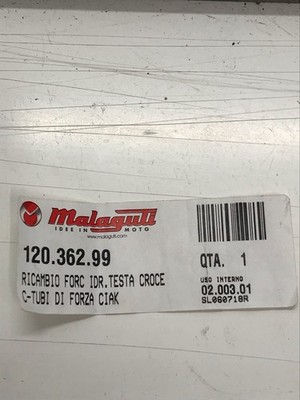 Malaguti
IDEE IN MOTO
www.malaguti.com
120.362.99
QTA. 1
RICAMBIO FORC IDR.TESTA CROCE
C-TUBI DI FORZA CIAK
USO INTERNO
02.003.01
SL060718R